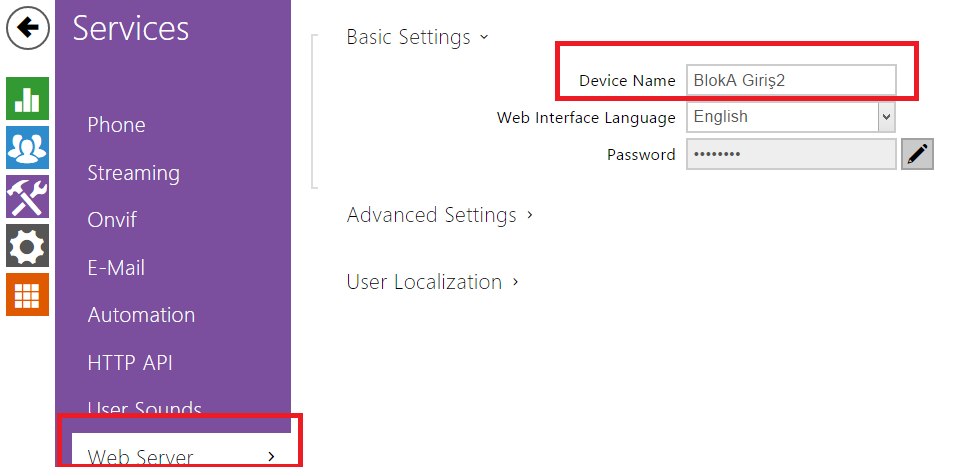 Services
Phone
Streaming
Onvif
E-Mail
Automation
HTTP API
User Sounds
Web Server
Basic Settings
Device Name BlokA Giriş2
Web Interface Language English
Password ••••••••
Advanced Settings
User Localization